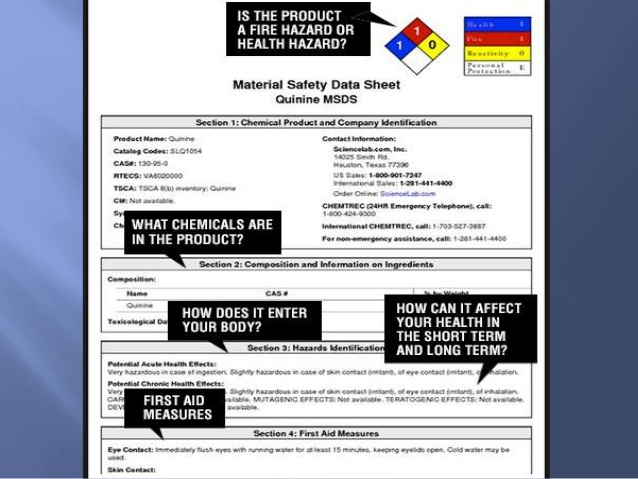 IS THE PRODUCT
A FIRE HAZARD OR
HEALTH HAZARD?
1
1
0
Health 1
Fire 1
Reactivity 0
Personal
Protection E
Material Safety Data Sheet
Quinine MSDS
Section 1: Chemical Product and Company Identification
Product Name: Quinine
Catalog Codes: SLQ1054
CAS#: 130-95-0
RTECS: VA6020000
TSCA: TSCA 8(b) inventory: Quinine
CI#: Not available.
Contact Information:
Sciencelab.com, Inc.
14025 Smith Rd.
Houston, Texas 77396
US Sales: 1-800-901-7247
International Sales: 1-281-441-4400
Order Online: ScienceLab.com
CHEMTREC (24HR Emergency Telephone), call:
1-800-424-9300
International CHEMTREC, call: 1-703-527-3887
For non-emergency assistance, call: 1-281-441-4400
WHAT CHEMICALS ARE
IN THE PRODUCT?
Section 2: Composition and Information on Ingredients
Composition:
Name CAS # % by Weight
Quinine
HOW DOES IT ENTER
YOUR BODY?
HOW CAN IT AFFECT
YOUR HEALTH IN
THE SHORT TERM
AND LONG TERM?
Section 3: Hazards Identification
Potential Acute Health Effects:
Very hazardous in case of ingestion. Slightly hazardous in case of skin contact (irritant), of eye contact (irritant),
Potential Chronic Health Effects:
Very Slightly hazardous in case of skin contact (irritant), of eye contact (irritant), of inhalation.
MUTAGENIC EFFECTS: Not available. TERATOGENIC EFFECTS: Not available.
available.
FIRST AID
MEASURES
Section 4: First Aid Measures
Eye Contact: Immediately flush eyes with running water for at least 15 minutes, keeping eyelids open. Cold water may be
used.
Skin Contact: